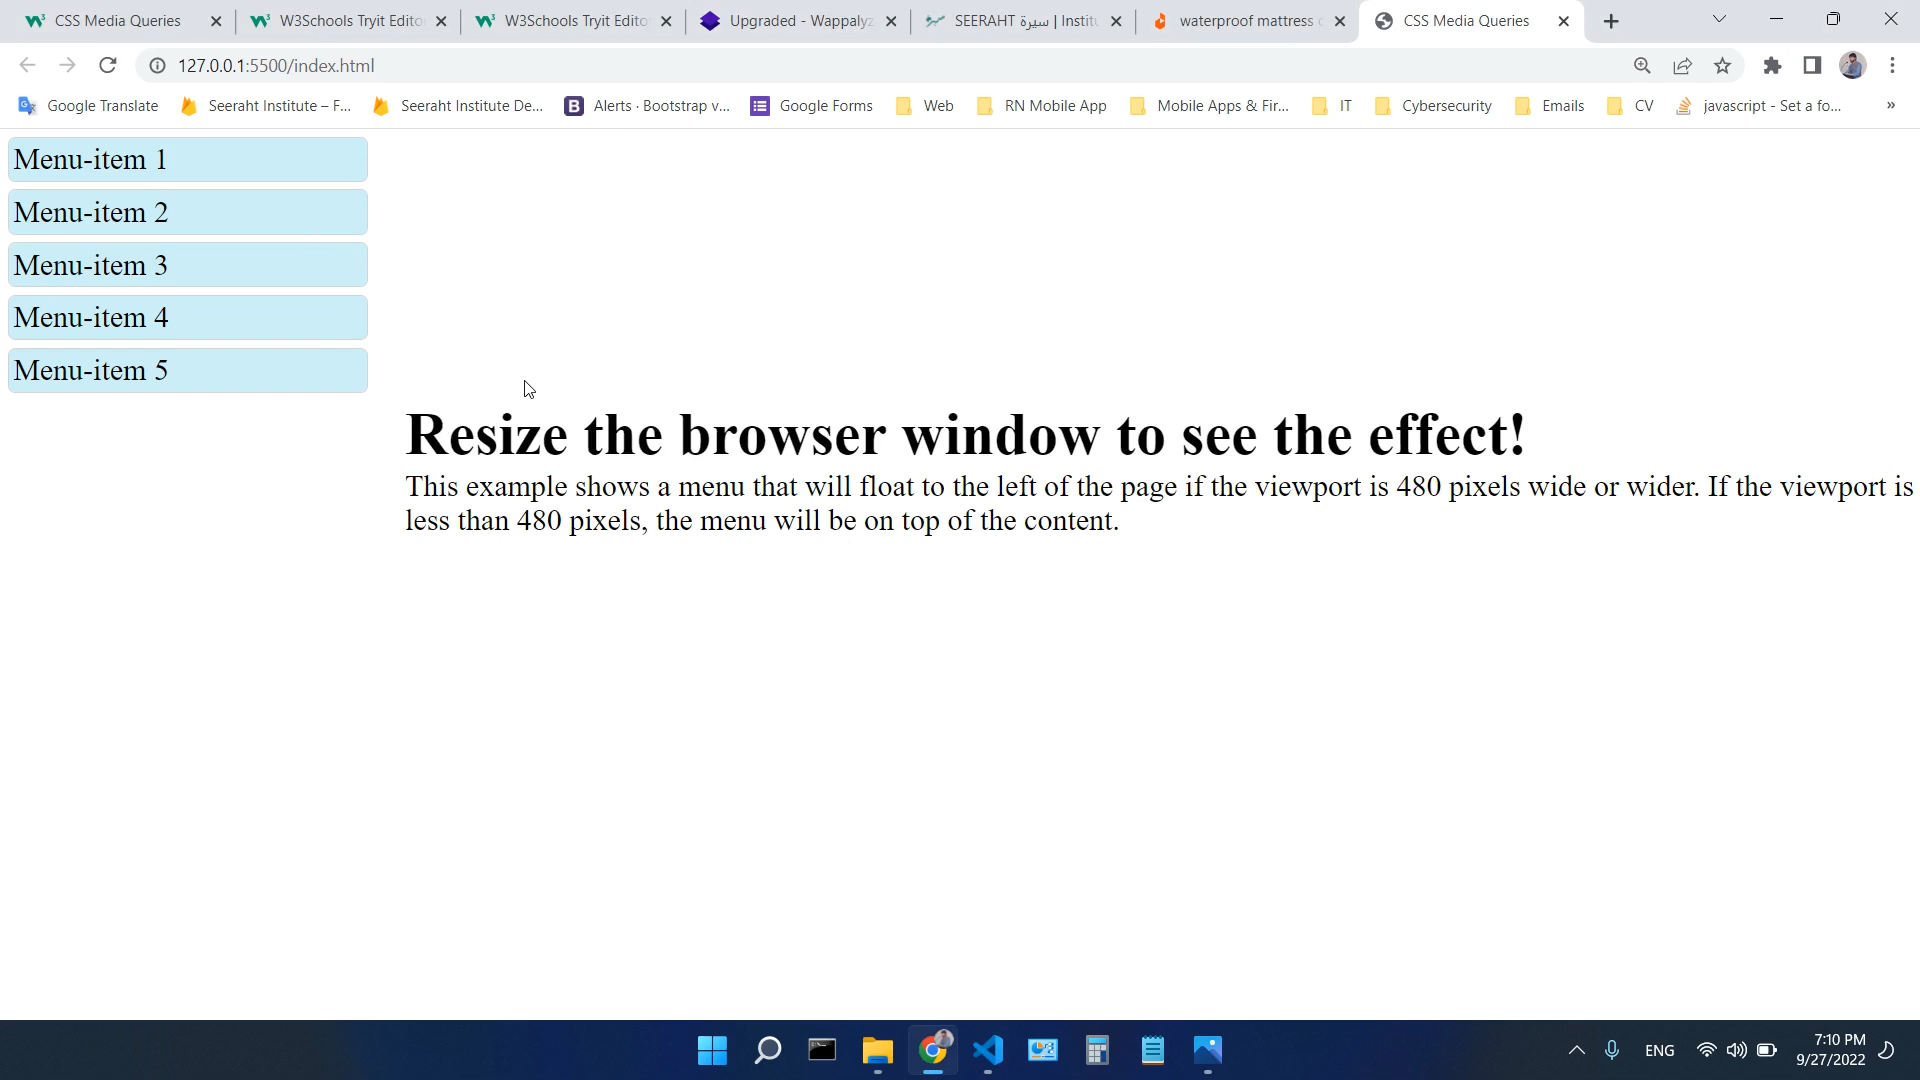 CSS Media Queries
W3Schools Tryit Edito
W3Schools Tryit Edito
Upgraded - Wappalyz
SEERAHT سيرة | Instit
waterproof mattress c
CSS Media Queries
127.0.0.1:5500/index.html
Google Translate
Seeraht Institute – F...
Seeraht Institute De...
B
Alerts · Bootstrap v...
Google Forms
Web
RN Mobile App
Mobile Apps & Fir...
IT
Cybersecurity
Emails
CV
javascript - Set a fo...
»
Menu-item 1
Menu-item 2
Menu-item 3
Menu-item 4
Menu-item 5
Resize the browser window to see the effect!
This example shows a menu that will float to the left of the page if the viewport is 480 pixels wide or wider. If the viewport is
less than 480 pixels, the menu will be on top of the content.
ENG
7:10 PM
9/27/2022